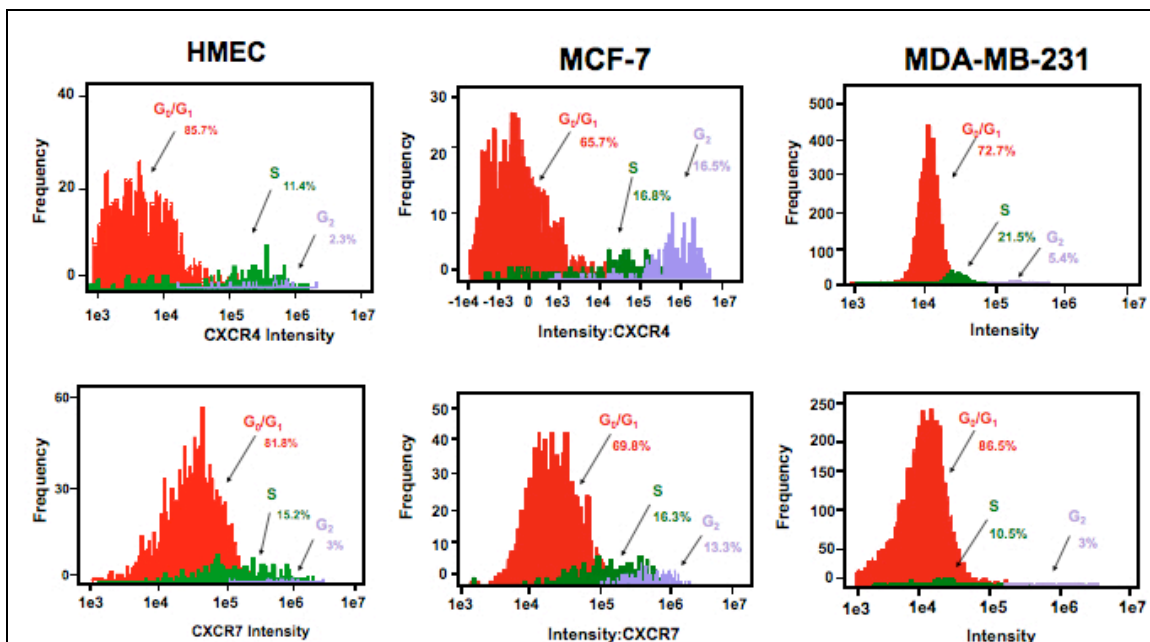 HMEC
MCF-7
MDA-MB-231
Frequency
40
20
0
G0/G1
85.7%
S
11.4%
G2
2.3%
1e3 1e4 1e5 1e6 1e7
CXCR4 Intensity
Frequency
30
20
10
0
G0/G1
65.7%
S
16.8%
G2
16.5%
-1e4 -1e3 0 1e3 1e4 1e5 1e6 1e7
Intensity:CXCR4
Frequency
500
400
300
200
100
0
G0/G1
72.7%
S
21.5%
G2
5.4%
1e3 1e4 1e5 1e6 1e7
Intensity
Frequency
60
30
0
G0/G1
81.8%
S
15.2%
G2
3%
1e3 1e4 1e5 1e6 1e7
CXCR7 Intensity
Frequency
50
40
30
20
10
0
G0/G1
69.8%
S
16.3%
G2
13.3%
1e3 1e4 1e5 1e6 1e7
Intensity:CXCR7
Frequency
250
200
150
100
50
0
G0/G1
86.5%
S
10.5%
G2
3%
1e3 1e4 1e5 1e6 1e7
Intensity